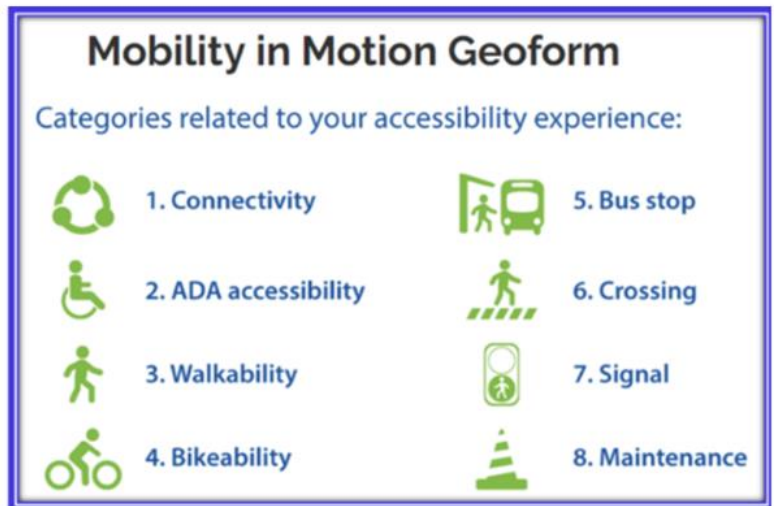 Mobility in Motion Geoform
Categories related to your accessibility experience:
1. Connectivity
2. ADA accessibility
3. Walkability
4. Bikeability
5. Bus stop
6. Crossing
7. Signal
8. Maintenance